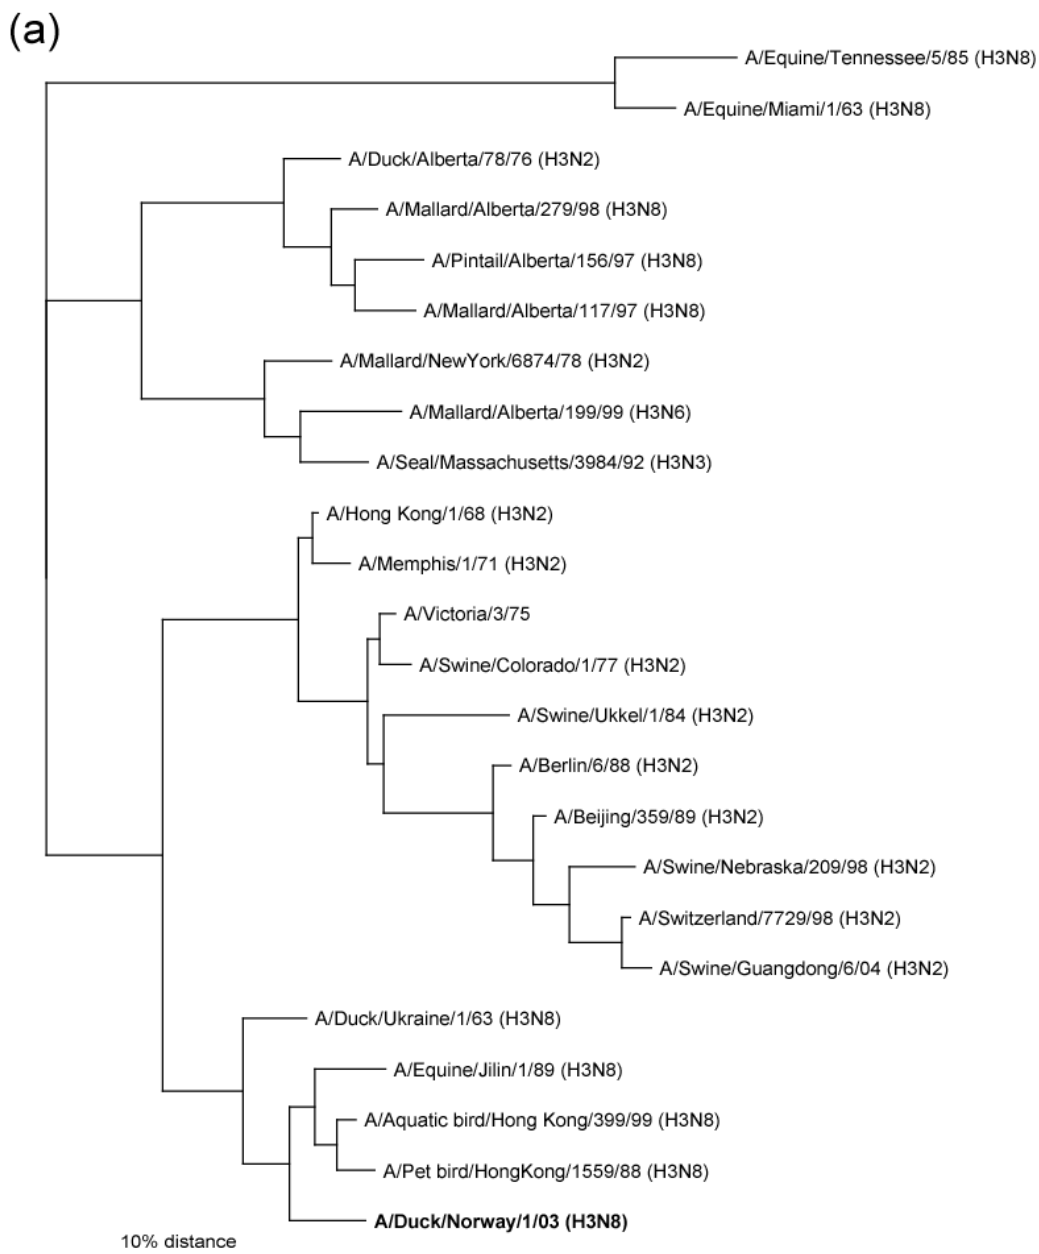 (a)
A/Equine/Tennessee/5/85 (H3N8)
A/Equine/Miami/1/63 (H3N8)
A/Duck/Alberta/78/76 (H3N2)
A/Mallard/Alberta/279/98 (H3N8)
A/Pintail/Alberta/156/97 (H3N8)
A/Mallard/Alberta/117/97 (H3N8)
A/Mallard/NewYork/6874/78 (H3N2)
A/Mallard/Alberta/199/99 (H3N6)
A/Seal/Massachusetts/3984/92 (H3N3)
A/Hong Kong/1/68 (H3N2)
A/Memphis/1/71 (H3N2)
A/Victoria/3/75
A/Swine/Colorado/1/77 (H3N2)
A/Swine/Ukkel/1/84 (H3N2)
A/Berlin/6/88 (H3N2)
A/Beijing/359/89 (H3N2)
A/Swine/Nebraska/209/98 (H3N2)
A/Switzerland/7729/98 (H3N2)
A/Swine/Guangdong/6/04 (H3N2)
A/Duck/Ukraine/1/63 (H3N8)
A/Equine/Jilin/1/89 (H3N8)
A/Aquatic bird/Hong Kong/399/99 (H3N8)
A/Pet bird/HongKong/1559/88 (H3N8)
A/Duck/Norway/1/03 (H3N8)
10% distance